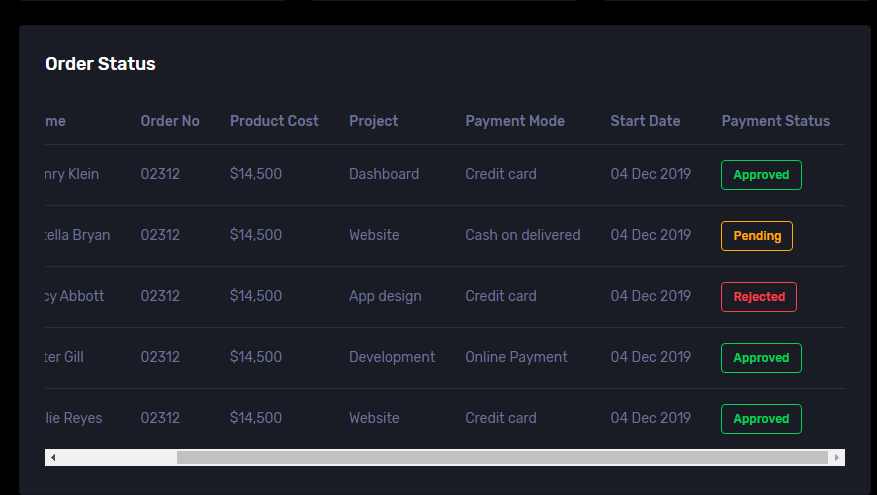 Order Status
me Order No Product Cost Project Payment Mode Start Date Payment Status
nry Klein 02312 $14,500 Dashboard Credit card 04 Dec 2019 Approved
tella Bryan 02312 $14,500 Website Cash on delivered 04 Dec 2019 Pending
cy Abbott 02312 $14,500 App design Credit card 04 Dec 2019 Rejected
ter Gill 02312 $14,500 Development Online Payment 04 Dec 2019 Approved
lie Reyes 02312 $14,500 Website Credit card 04 Dec 2019 Approved